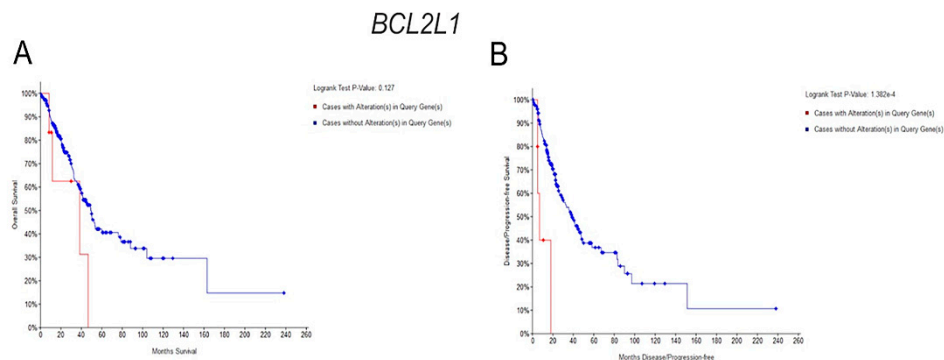 BCL2L1
A
B
Logrank Test P-Value: 0.127
Cases with Alteration(s) in Query Gene(s)
Cases without Alteration(s) in Query Gene(s)
Overall Survival
100%
90%
80%
70%
60%
50%
40%
30%
20%
10%
0%
0 20 40 60 80 100 120 140 160 180 200 220 240 260
Months Survival
Logrank Test P-Value: 1.382e-4
Cases with Alteration(s) in Query Gene(s)
Cases without Alteration(s) in Query Gene(s)
Disease/Progression-free Survival
100%
90%
80%
70%
60%
50%
40%
30%
20%
10%
0%
0 20 40 60 80 100 120 140 160 180 200 220 240 260
Months Disease/Progression-free